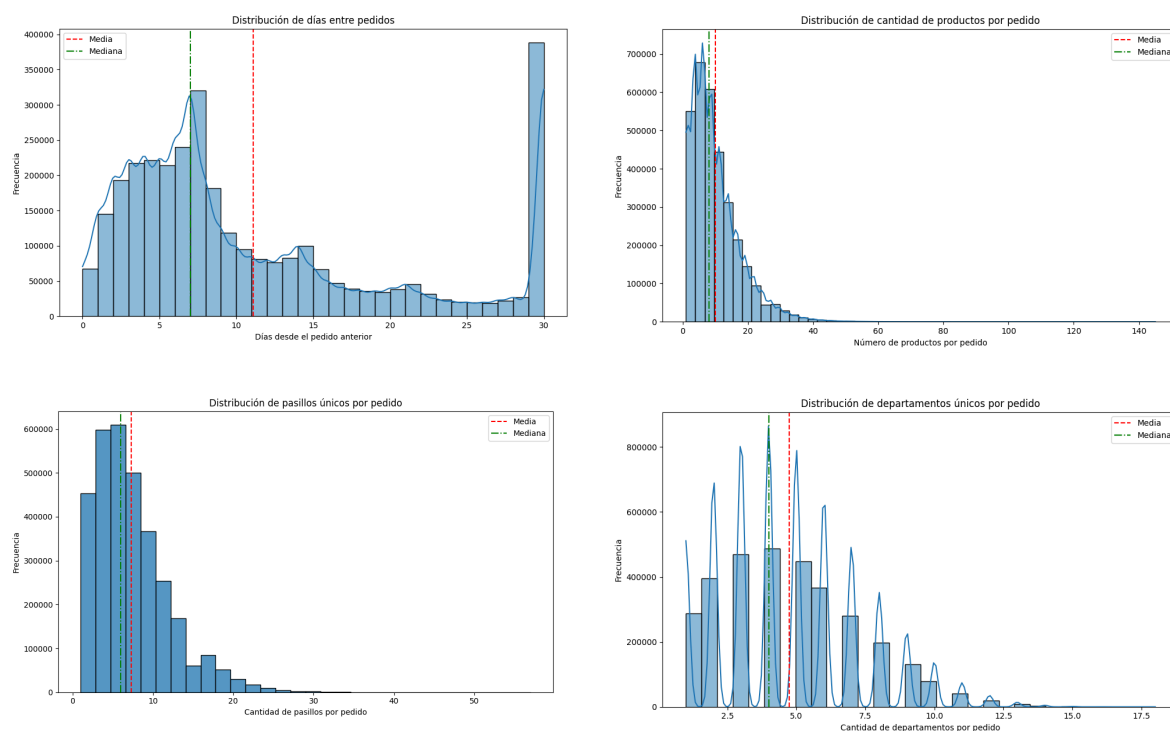 Distribución de días entre pedidos
Media
Mediana
400000
350000
300000
250000
200000
150000
100000
50000
0
Frecuencia
0 5 10 15 20 25 30
Días desde el pedido anterior
Distribución de cantidad de productos por pedido
Media
Mediana
700000
600000
500000
400000
300000
200000
100000
0
Frecuencia
0 20 40 60 80 100 120 140
Número de productos por pedido
Distribución de pasillos únicos por pedido
Media
Mediana
600000
500000
400000
300000
200000
100000
0
Frecuencia
0 10 20 30 40 50
Cantidad de pasillos por pedido
Distribución de departamentos únicos por pedido
Media
Mediana
800000
600000
400000
200000
0
Frecuencia
2.5 5.0 7.5 10.0 12.5 15.0 17.5
Cantidad de departamentos por pedido